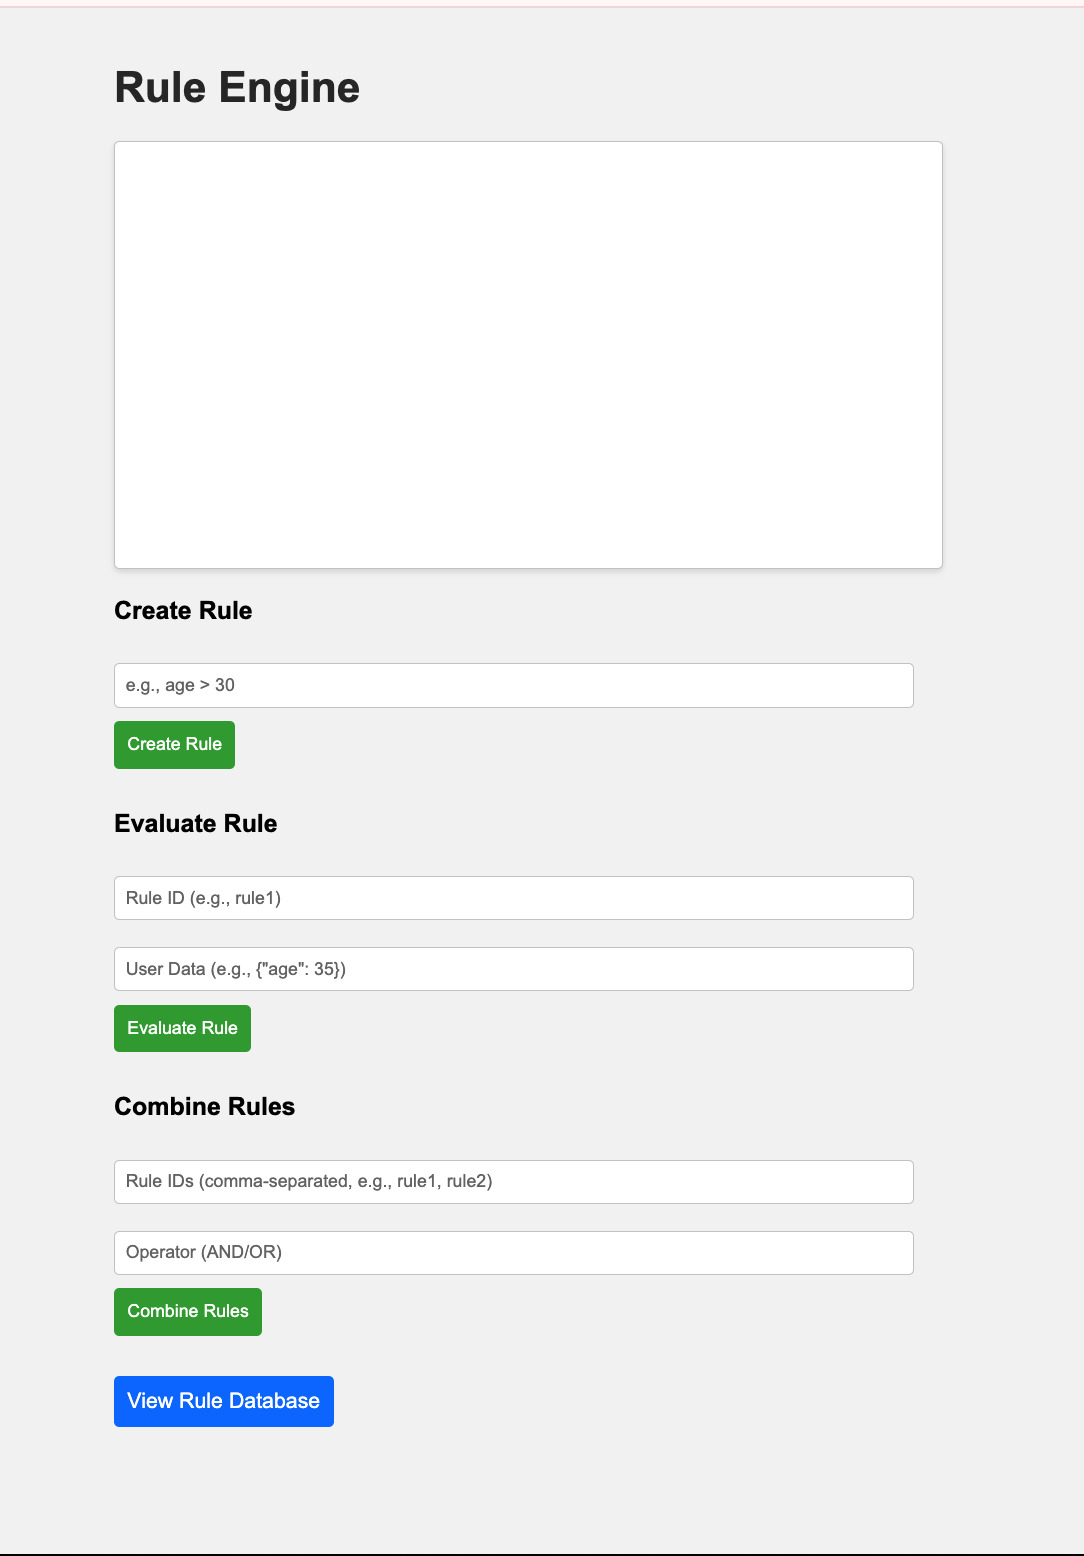 Rule Engine
Create Rule
e.g., age > 30
Create Rule
Evaluate Rule
Rule ID (e.g., rule1)
User Data (e.g., {"age": 35})
Evaluate Rule
Combine Rules
Rule IDs (comma-separated, e.g., rule1, rule2)
Operator (AND/OR)
Combine Rules
View Rule Database